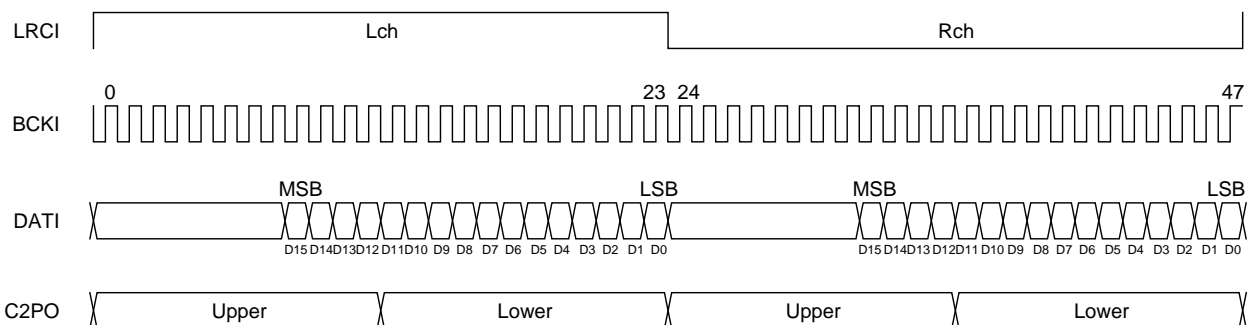 LRCI Lch Rch
0 23 24 47
BCKI
MSB LSB MSB LSB
DATI
D15 D14 D13 D12 D11 D10 D9 D8 D7 D6 D5 D4 D3 D2 D1 D0 D15 D14 D13 D12 D11 D10 D9 D8 D7 D6 D5 D4 D3 D2 D1 D0
C2PO Upper Lower Upper Lower